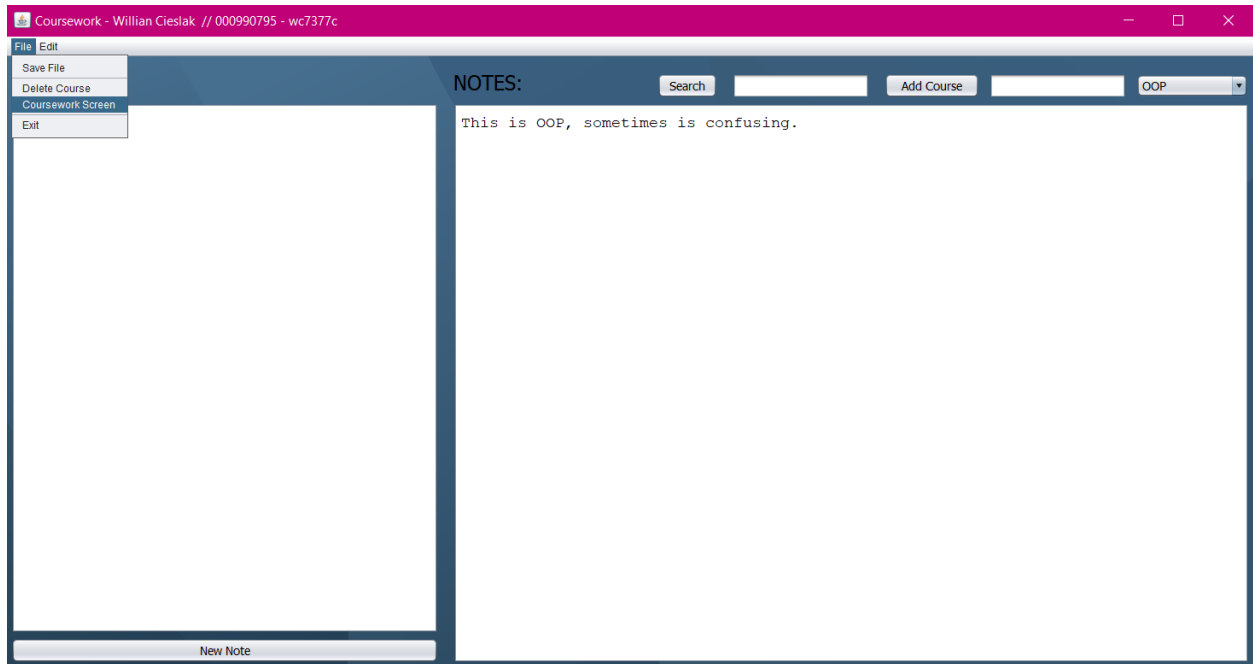 Coursework - Willian Cieslak // 000990795 - wc7377c
File Edit
Save File
Delete Course
Coursework Screen
Exit
NOTES: Search Add Course OOP
This is OOP, sometimes is confusing.
New Note